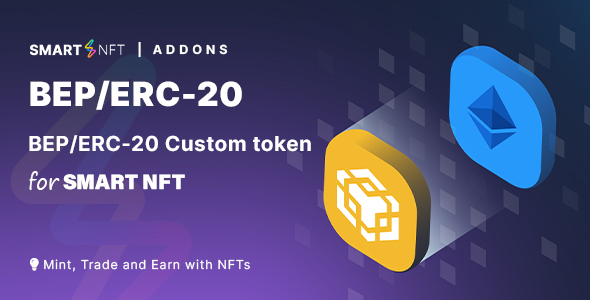 SMART NFT | ADDONS
BEP/ERC-20
BEP/ERC-20 Custom token
for SMART NFT
Mint, Trade and Earn with NFTs